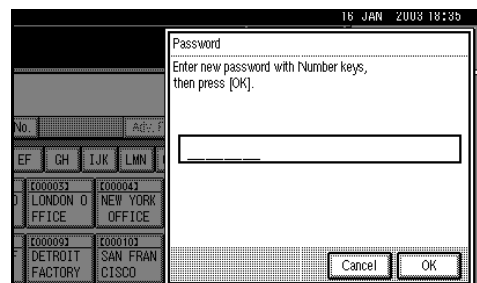 16 JAN 2003 18:35
Password
Enter new password with Number keys,
then press [OK].
No.
Adv.
EF GH IJK LMN
[00003] [00004]
LONDON O NEW YORK
FFICE OFFICE
[00009] [00010]
DETROIT SAN FRAN
FACTORY CISCO
Cancel OK